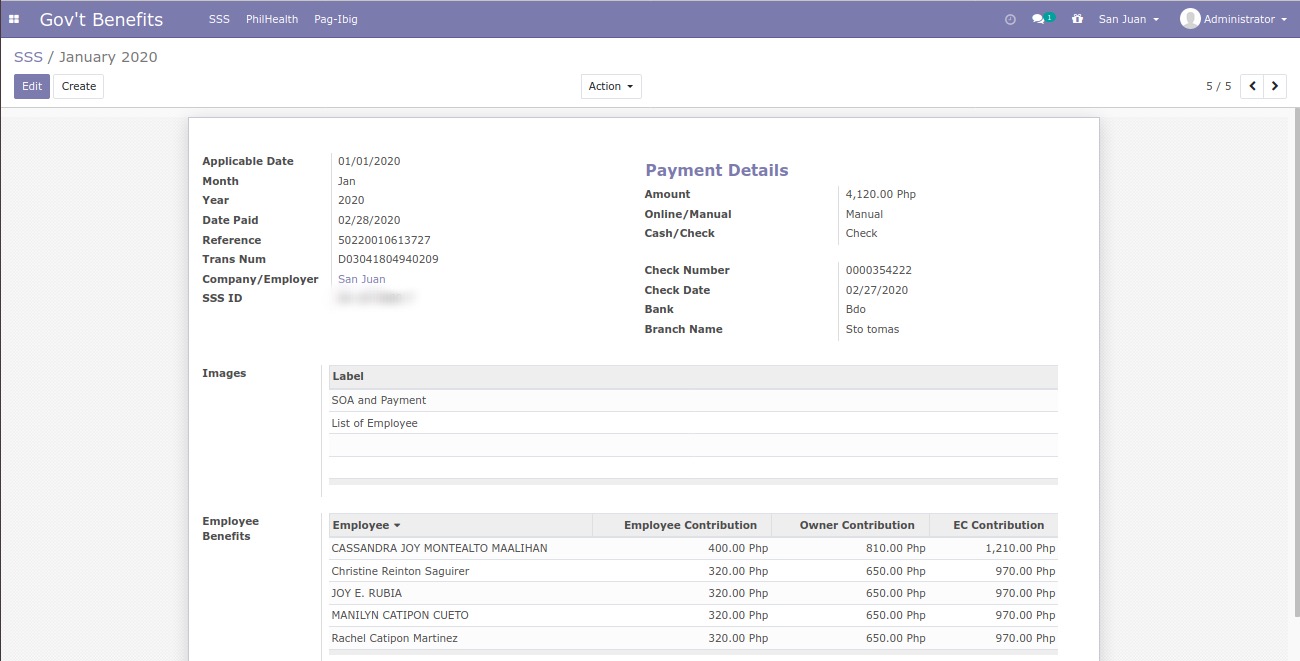 Gov't Benefits SSS PhilHealth Pag-Ibig 1 San Juan Administrator
SSS / January 2020
Edit Create Action 5 / 5
Applicable Date 01/01/2020
Month Jan
Year 2020
Date Paid 02/28/2020
Reference 50220010613727
Trans Num D03041804940209
Company/Employer San Juan
SSS ID
Payment Details
Amount 4,120.00 Php
Online/Manual Manual
Cash/Check Check
Check Number 0000354222
Check Date 02/27/2020
Bank Bdo
Branch Name Sto tomas
Images
Label
SOA and Payment
List of Employee
Employee
Benefits
Employee Employee Contribution Owner Contribution EC Contribution
CASSANDRA JOY MONTEALTO MAALIHAN 400.00 Php 810.00 Php 1,210.00 Php
Christine Reinton Saguirer 320.00 Php 650.00 Php 970.00 Php
JOY E. RUBIA 320.00 Php 650.00 Php 970.00 Php
MANILYN CATIPON CUETO 320.00 Php 650.00 Php 970.00 Php
Rachel Catipon Martinez 320.00 Php 650.00 Php 970.00 Php